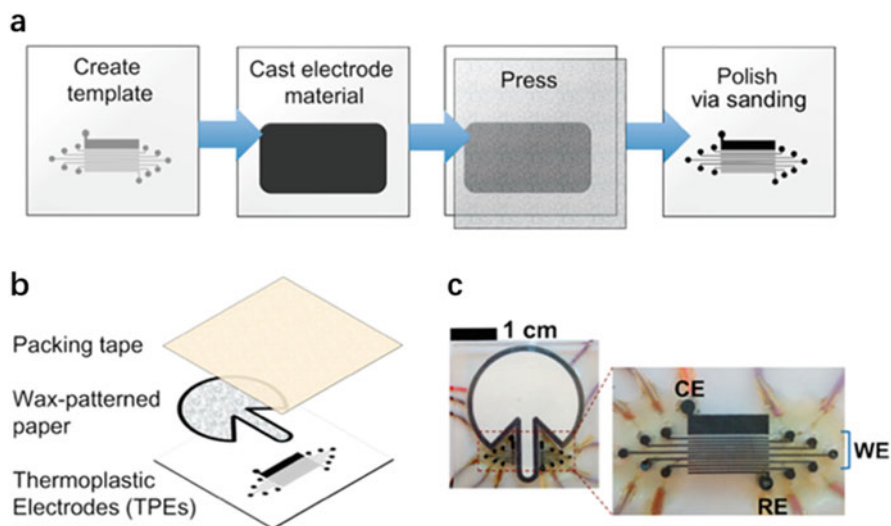 a
Create
template
Cast electrode
material
Press
Polish
via sanding
b
Packing tape
Wax-patterned
paper
Thermoplastic
Electrodes (TPEs)
c
1 cm
CE
WE
RE